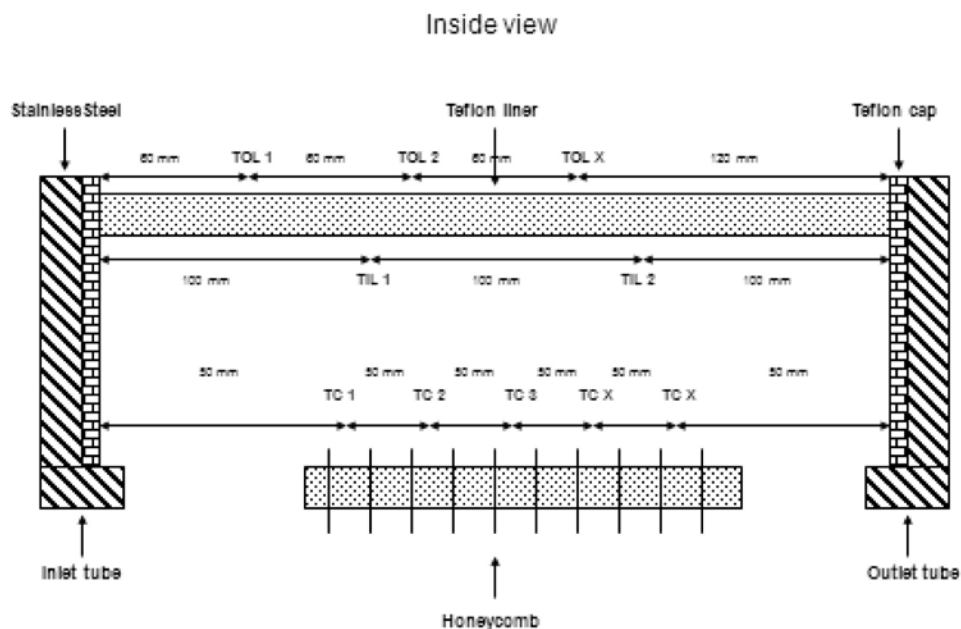 Inside view
Stainless Steel
Teflon liner
Teflon cap
60 mm TOL 1 60 mm TOL 2 60 mm TOL X 120 mm
100 mm TIL 1 100 mm TIL 2 100 mm
50 mm 50 mm 50 mm 50 mm 50 mm 50 mm
TC 1 TC 2 TC 3 TC X TC X
Inlet tube
Outlet tube
Honeycomb